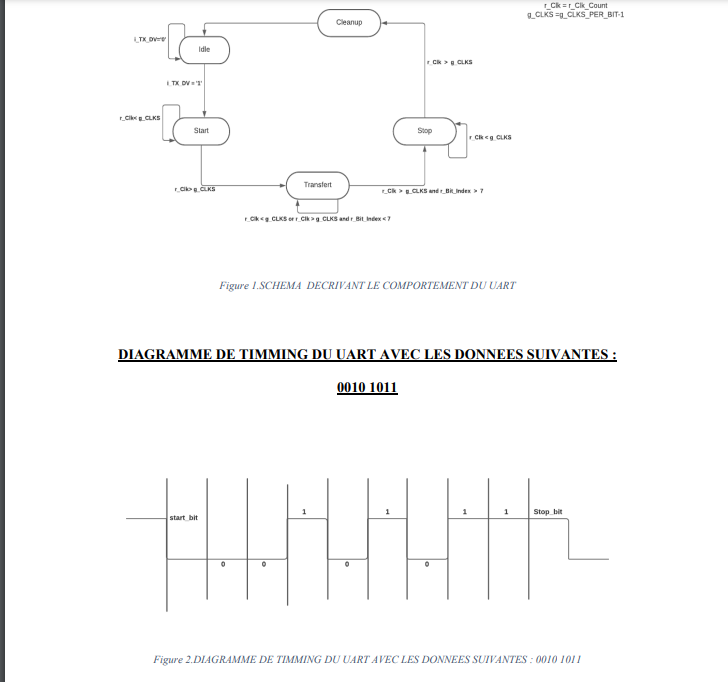 r_Clk = r_Clk_Count
g_CLKS =g_CLKS_PER_BIT-1
Cleanup
i_TX_DV='0'
Idle
r_Clk > g_CLKS
i_TX_DV = '1'
r_Clk< g_CLKS
Start
Stop
r_Clk < g_CLKS
Transfert
r_Clk> g_CLKS
r_Clk > g_CLKS and r_Bit_Index > 7
r_Clk < g_CLKS or r_Clk > g_CLKS and r_Bit_Index < 7
Figure 1.SCHEMA DECRIVANT LE COMPORTEMENT DU UART
DIAGRAMME DE TIMMING DU UART AVEC LES DONNEES SUIVANTES :
0010 1011
start_bit
1
1
1
1
Stop_bit
0
0
0
0
Figure 2.DIAGRAMME DE TIMMING DU UART AVEC LES DONNEES SUIVANTES : 0010 1011